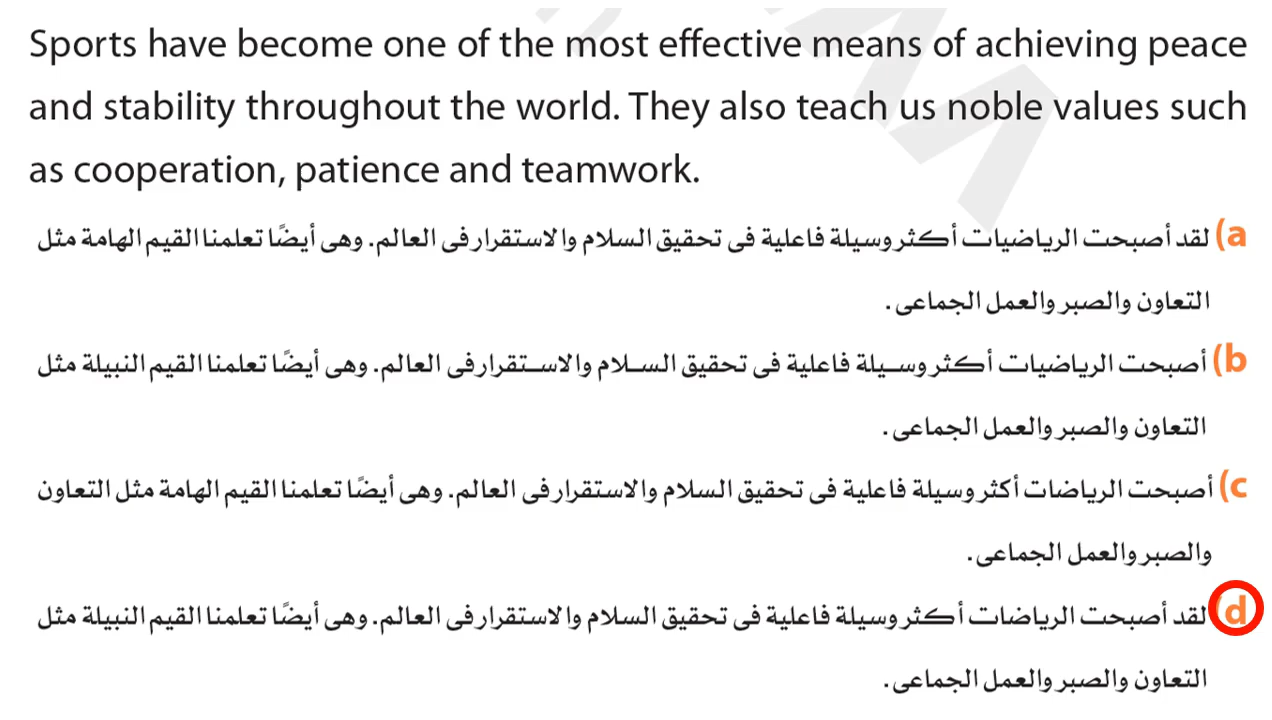 Sports have become one of the most effective means of achieving peace
and stability throughout the world. They also teach us noble values such
as cooperation, patience and teamwork.
a) لقد أصبحت الرياضيات أكثر وسيلة فاعلية فى تحقيق السلام والاستقرار فى العالم. وهى أيضًا تعلمنا القيم الهامة مثل
التعاون والصبر والعمل الجماعى.
b) أصبحت الرياضيات أكثر وسيلة فاعلية فى تحقيق السلام والاستقرار فى العالم. وهى أيضًا تعلمنا القيم النبيلة مثل
التعاون والصبر والعمل الجماعى.
c) أصبحت الرياضات أكثر وسيلة فاعلية فى تحقيق السلام والاستقرار فى العالم. وهى أيضًا تعلمنا القيم الهامة مثل التعاون
والصبر والعمل الجماعى.
d) لقد أصبحت الرياضات أكثر وسيلة فاعلية فى تحقيق السلام والاستقرار فى العالم. وهى أيضًا تعلمنا القيم النبيلة مثل
التعاون والصبر والعمل الجماعى.